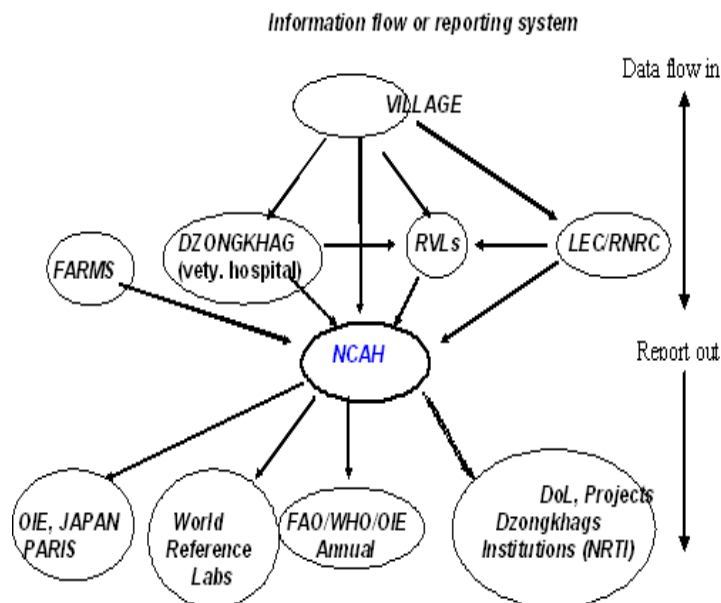 Information flow or reporting system
Data flow in
VILLAGE
DZONGKHAG
(vety. hospital)
RVLs
LEC/RNRC
FARMS
NCAH
Report out
OIE, JAPAN
PARIS
World
Reference
Labs
FAO/WHO/OIE
Annual
DoL, Projects
Dzongkhags
Institutions (NRTI)